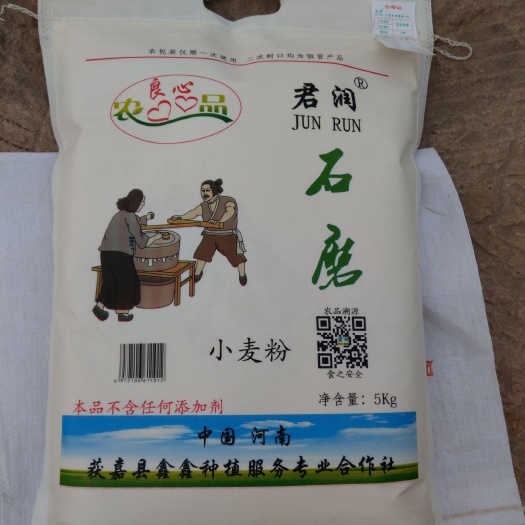 合格证
本包装仅限一次使用 二次封口均为假冒产品
良心
农品
君润®
JUN RUN
石
磨
农品溯源
小麦粉
食之安全
净含量: 5Kg
本品不含任何添加剂
中国 河南
获嘉县鑫鑫种植服务专业合作社